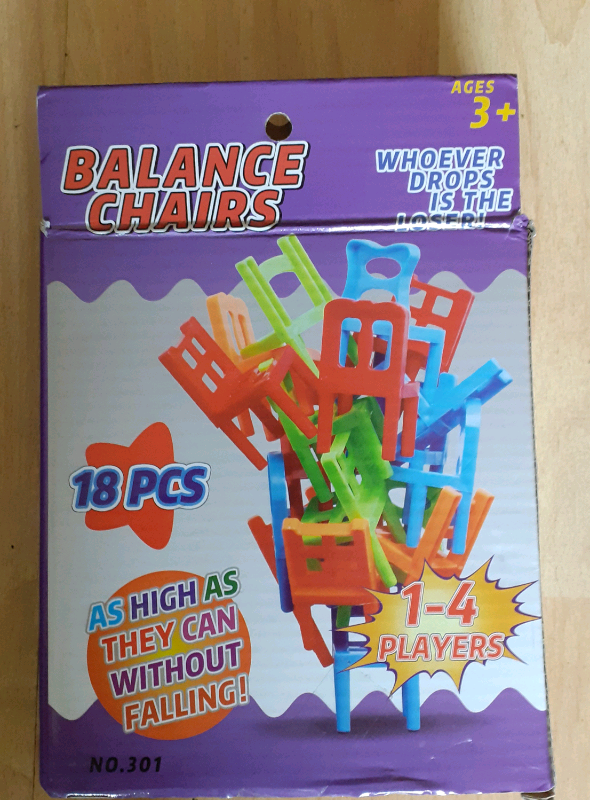 AGES
3+
BALANCE
CHAIRS
WHOEVER
DROPS
IS THE
LOSER!
18 PCS
AS HIGH AS
THEY CAN
WITHOUT
FALLING!
1-4
PLAYERS
NO.301